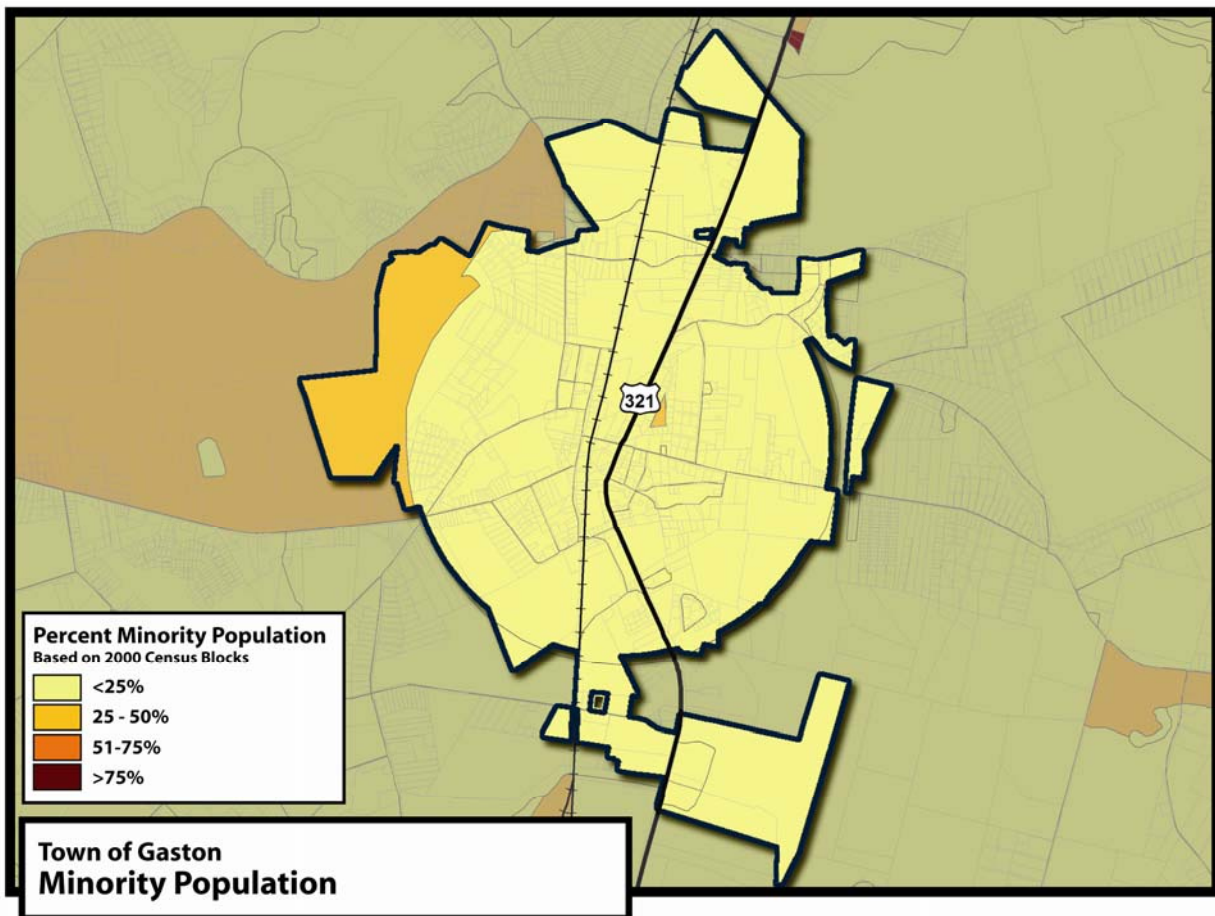 321
Percent Minority Population
Based on 2000 Census Blocks
<25%
25 - 50%
51-75%
>75%
Town of Gaston
Minority Population